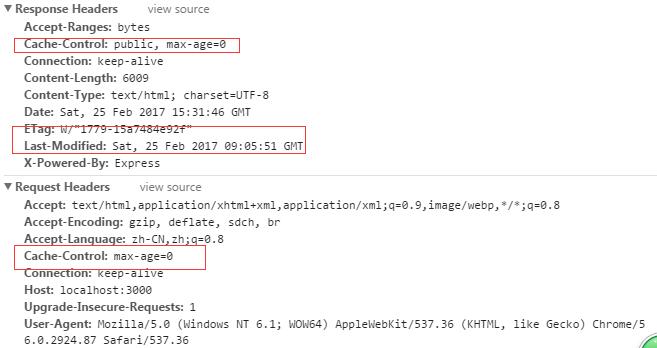 Response Headers view source
Accept-Ranges: bytes
Cache-Control: public, max-age=0
Connection: keep-alive
Content-Length: 6009
Content-Type: text/html; charset=UTF-8
Date: Sat, 25 Feb 2017 15:31:46 GMT
ETag: W/"1779-15a7484e92f"
Last-Modified: Sat, 25 Feb 2017 09:05:51 GMT
X-Powered-By: Express
Request Headers view source
Accept: text/html,application/xhtml+xml,application/xml;q=0.9,image/webp,*/*;q=0.8
Accept-Encoding: gzip, deflate, sdch, br
Accept-Language: zh-CN,zh;q=0.8
Cache-Control: max-age=0
Connection: keep-alive
Host: localhost:3000
Upgrade-Insecure-Requests: 1
User-Agent: Mozilla/5.0 (Windows NT 6.1; WOW64) AppleWebKit/537.36 (KHTML, like Gecko) Chrome/5
6.0.2924.87 Safari/537.36